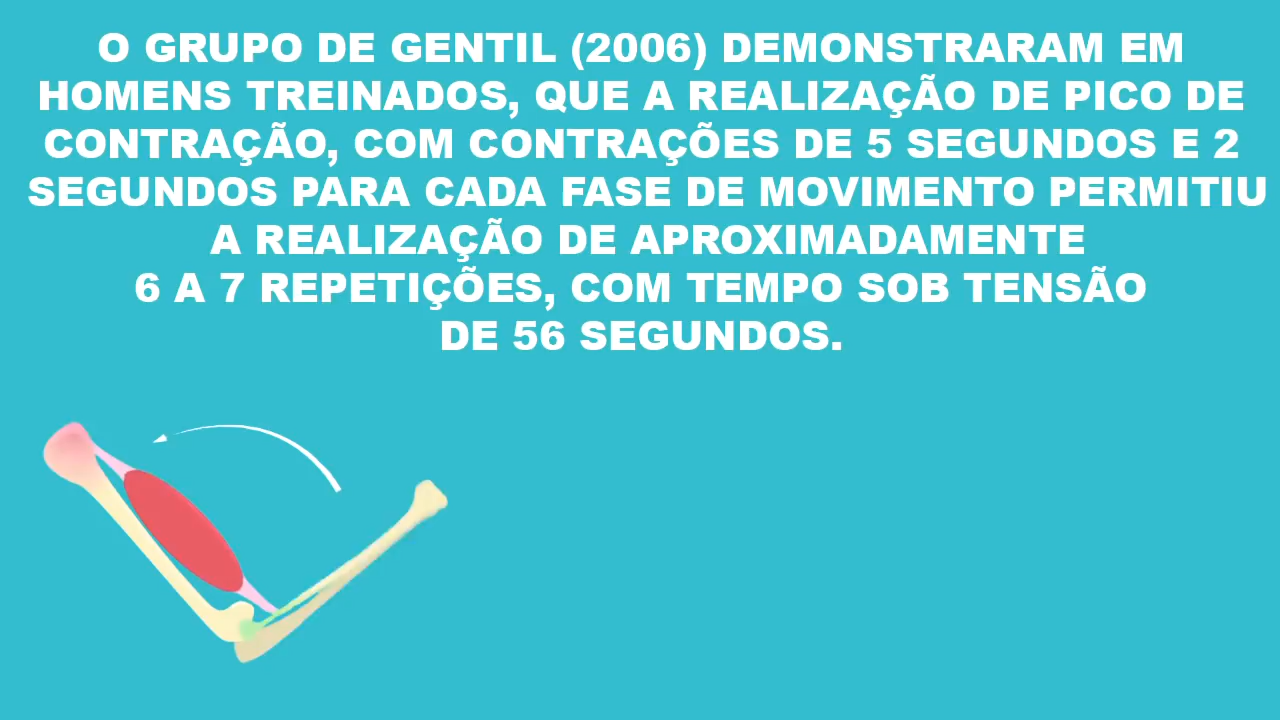 O GRUPO DE GENTIL (2006) DEMONSTRARAM EM
HOMENS TREINADOS, QUE A REALIZAÇÃO DE PICO DE
CONTRAÇÃO, COM CONTRAÇÕES DE 5 SEGUNDOS E 2
SEGUNDOS PARA CADA FASE DE MOVIMENTO PERMITIU
A REALIZAÇÃO DE APROXIMADAMENTE
6 A 7 REPETIÇÕES, COM TEMPO SOB TENSÃO
DE 56 SEGUNDOS.